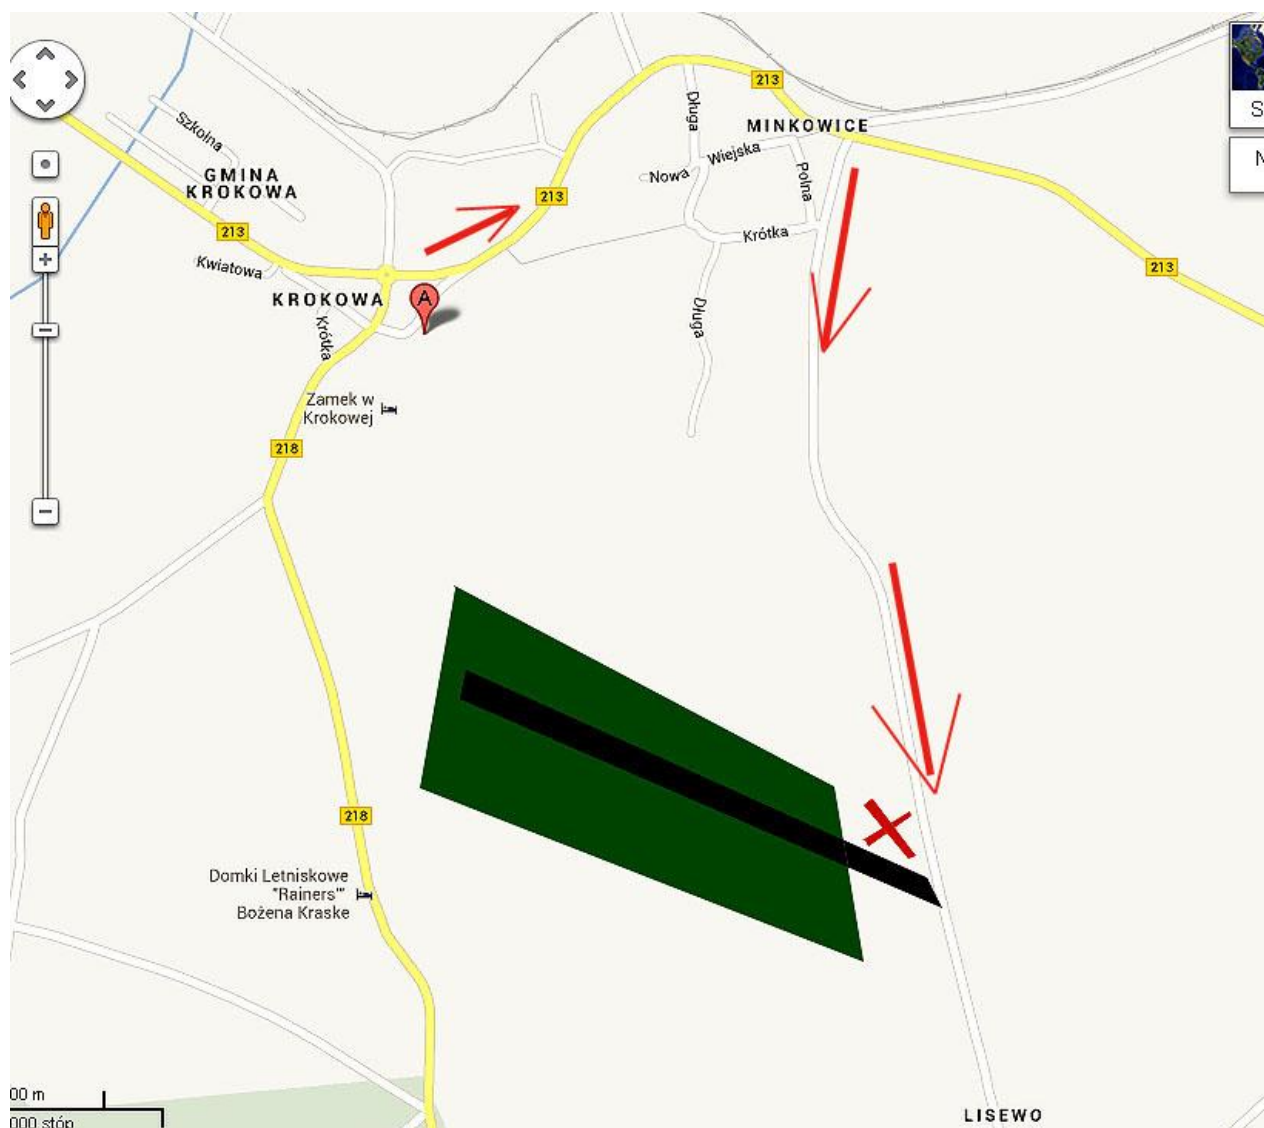 213
S
Długa
MINKOWICE
Szkolna
Wiejska
N
GMINA
KROKOWA
Nowa
Polna
213
213
Krótka
213
Kwiatowa
KROKOWA
A
Krótka
Długa
Zamek w
Krokowej
218
218
Domki Letniskowe
"Rainers'"
Bożena Kraske
00 m
000 stóp
LISEWO